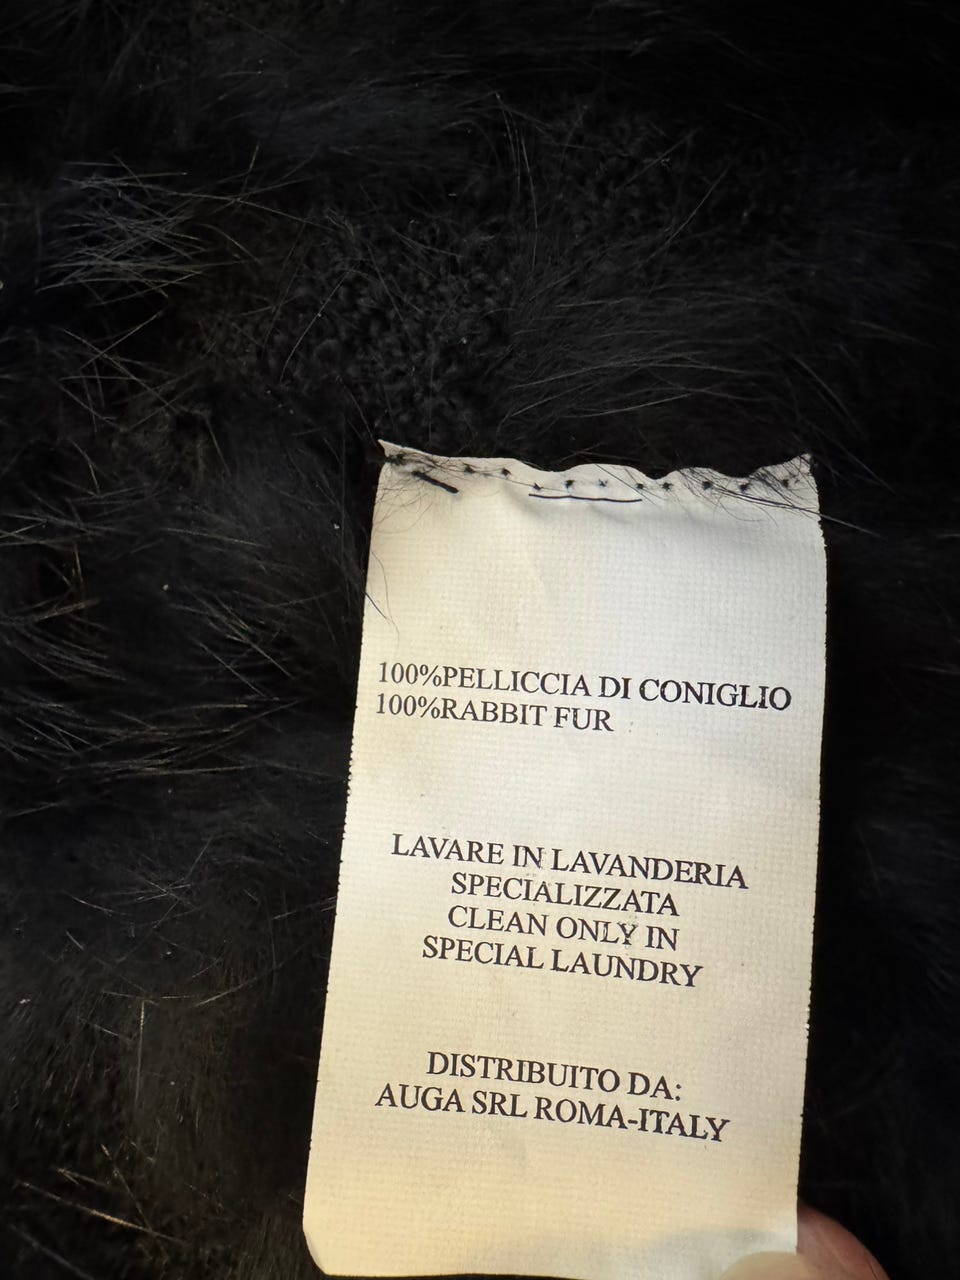 100%PELLICCIA DI CONIGLIO
100%RABBIT FUR
LAVARE IN LAVANDERIA
SPECIALIZZATA
CLEAN ONLY IN
SPECIAL LAUNDRY
DISTRIBUITO DA:
AUGA SRL ROMA-ITALY